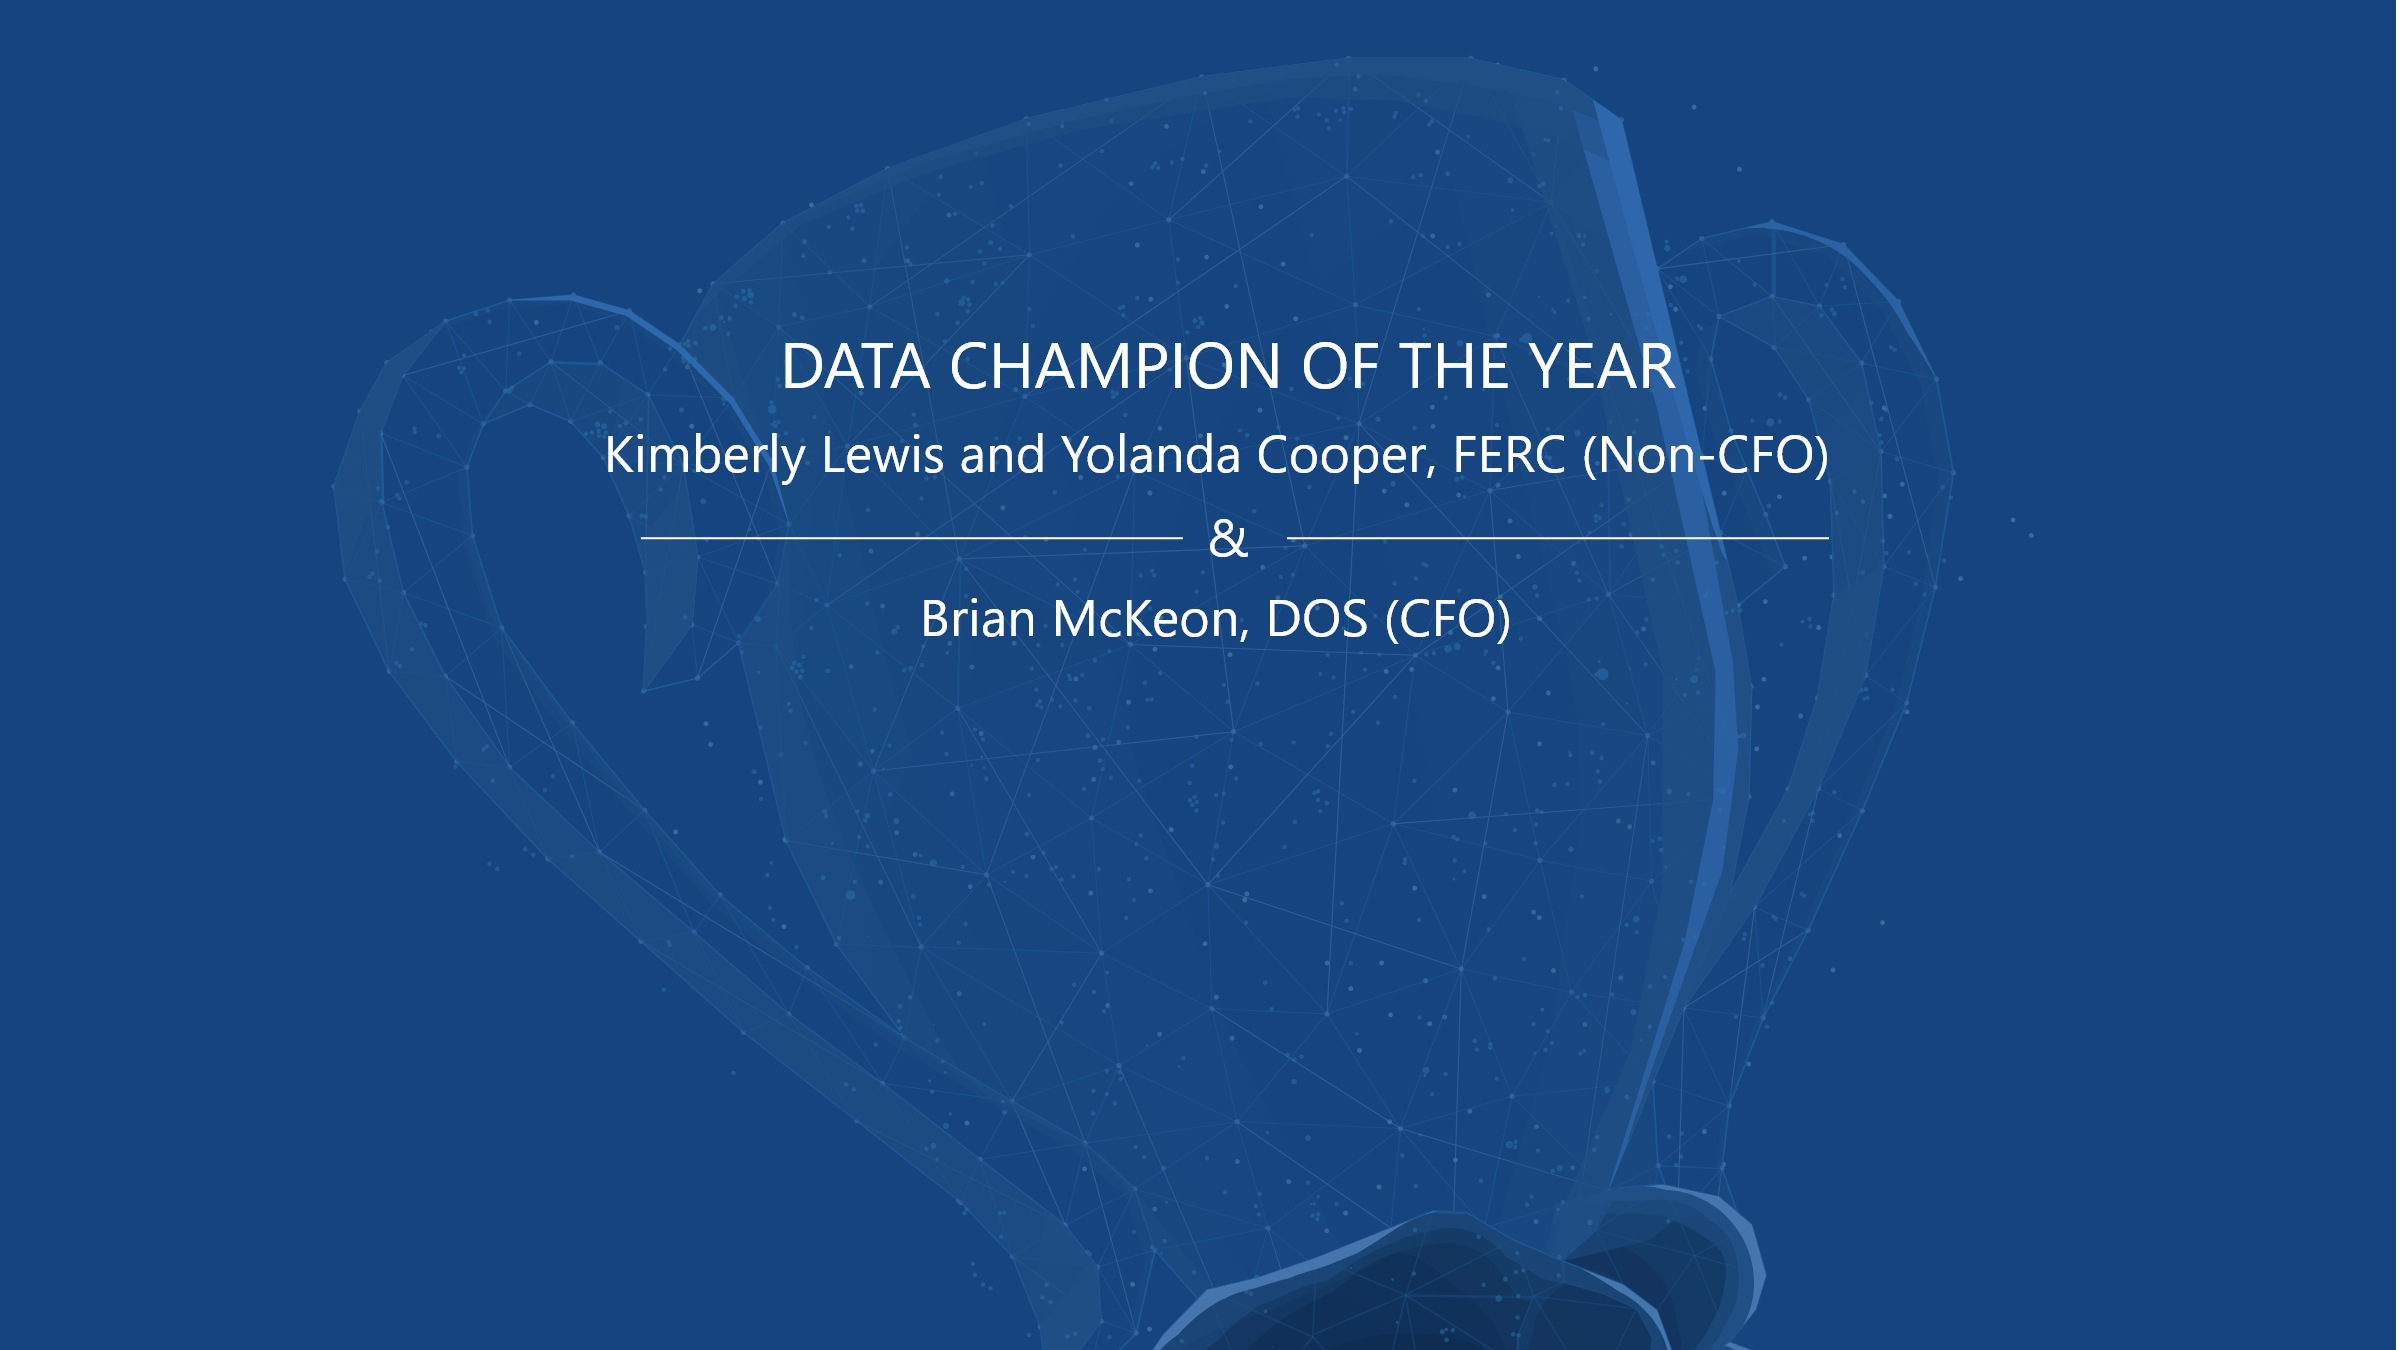 DATA CHAMPION OF THE YEAR
Kimberly Lewis and Yolanda Cooper, FERC (Non-CFO)
&
Brian McKeon, DOS (CFO)